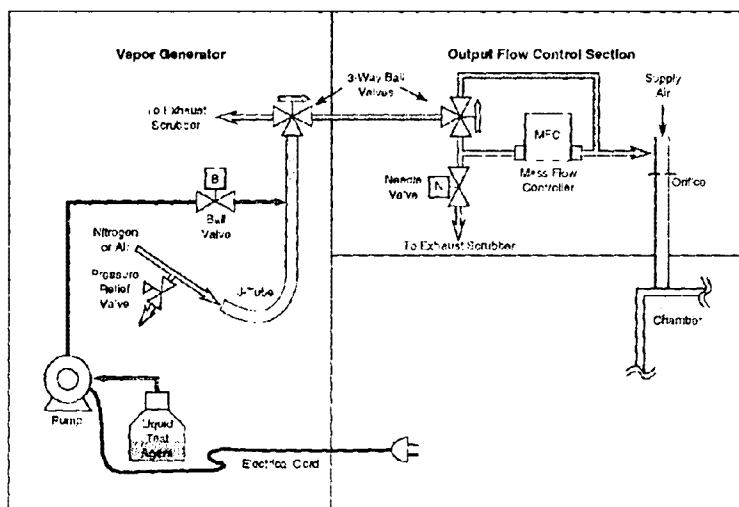 Vapor Generator
Output Flow Control Section
3-Way Ball
Valves
Supply
Air
To Exhaust
Scrubber
MFC
Mass Flow
Controller
Orifice
B
Ball
Valve
Needle
Valve
N
To Exhaust Scrubber
Nitrogen
or Air
Pressure
Relief
Valve
J-Tube
Chamber
Pump
Liquid
Test
Agent
Electrical Cord